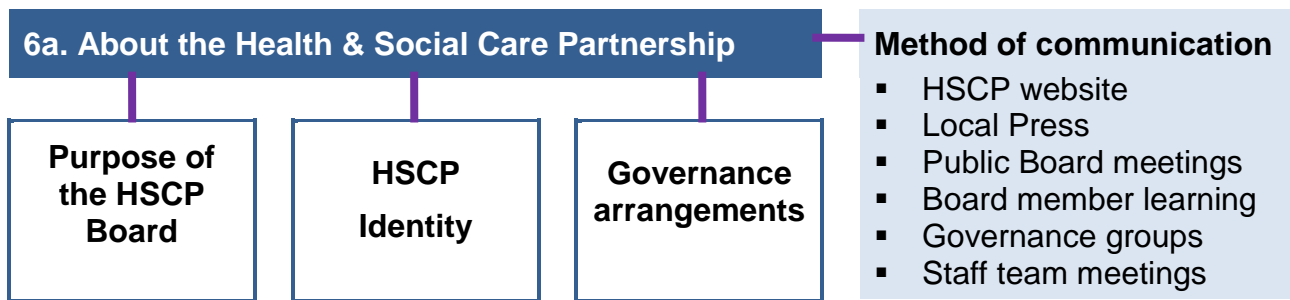 6a. About the Health & Social Care Partnership
Purpose of
the HSCP
Board
HSCP
Identity
Governance
arrangements
Method of communication
▪ HSCP website
▪ Local Press
▪ Public Board meetings
▪ Board member learning
▪ Governance groups
▪ Staff team meetings